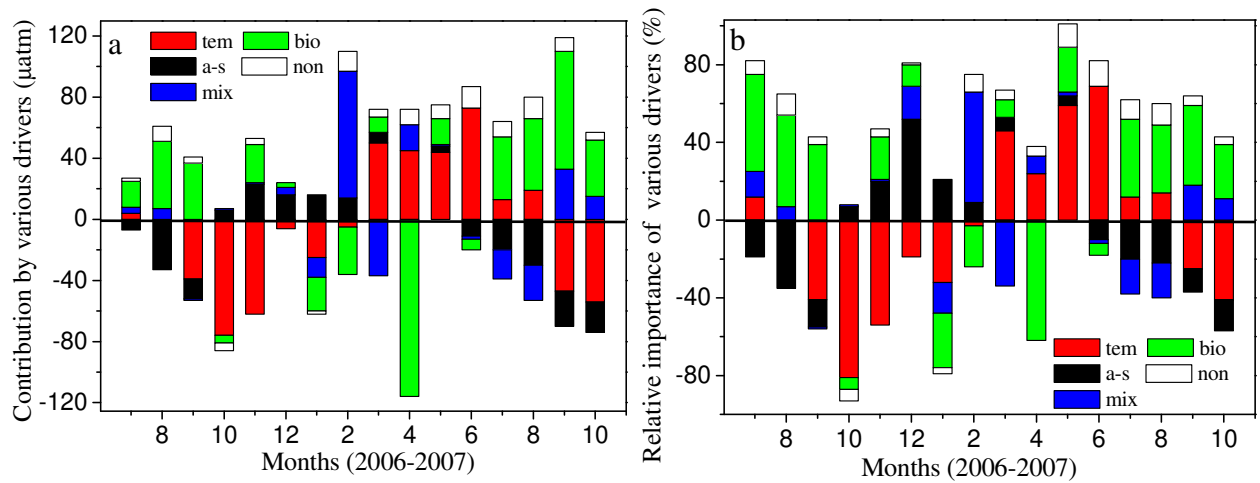 a
tem bio
a-s non
mix
Contribution by various drivers (µatm)
120
80
40
0
-40
-80
-120
8 10 12 2 4 6 8 10
Months (2006-2007)
b
Relative importance of various drivers (%)
80
40
0
-40
-80
tem bio
a-s non
mix
8 10 12 2 4 6 8 10
Months (2006-2007)